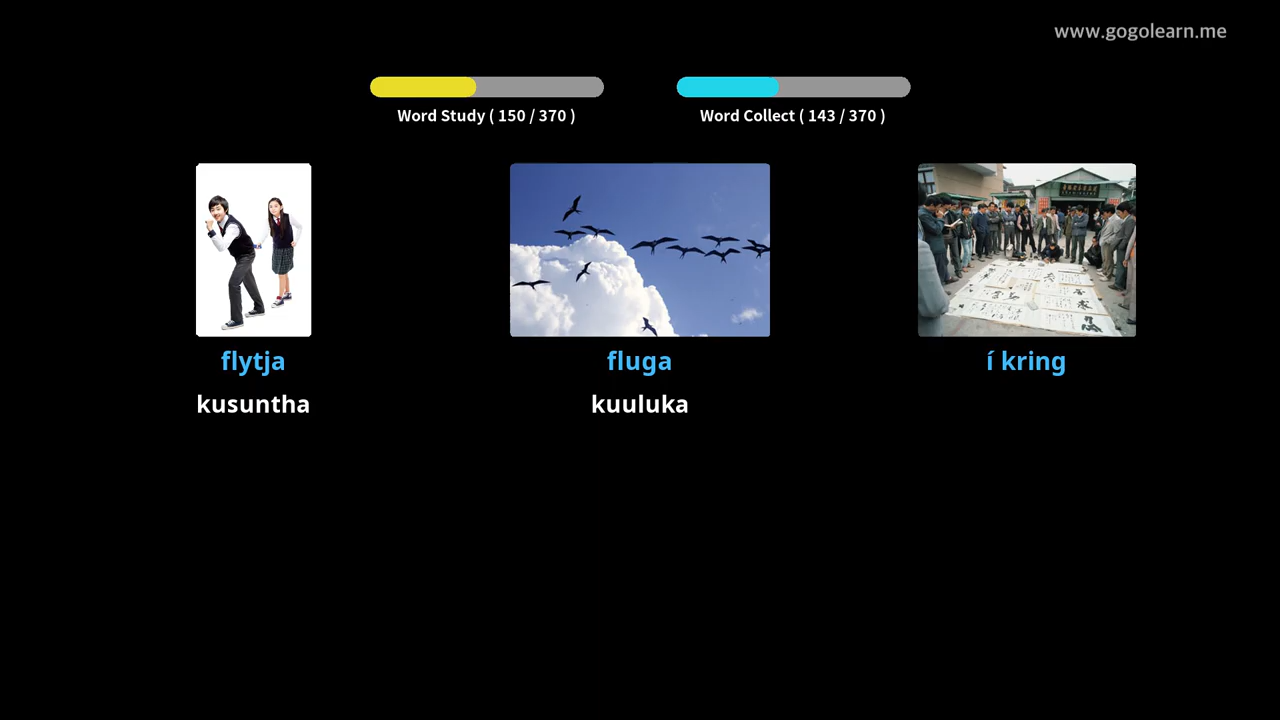 www.gogolearn.me
Word Study ( 150 / 370 )
Word Collect ( 143 / 370 )
flytja
fluga
í kring
kusuntha
kuuluka